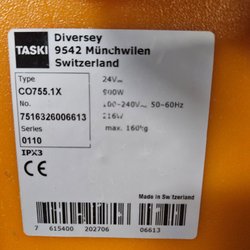 TASKI
Diversey
9542 Münchwilen
Switzerland
Type
CO755.1X
No.
7516326006613
Series
0110
IPX3
24V
900W
100-240V~ 50-60Hz
216W
max. 160kg
CE
Made in Switzerland
7 615400 202706
06613